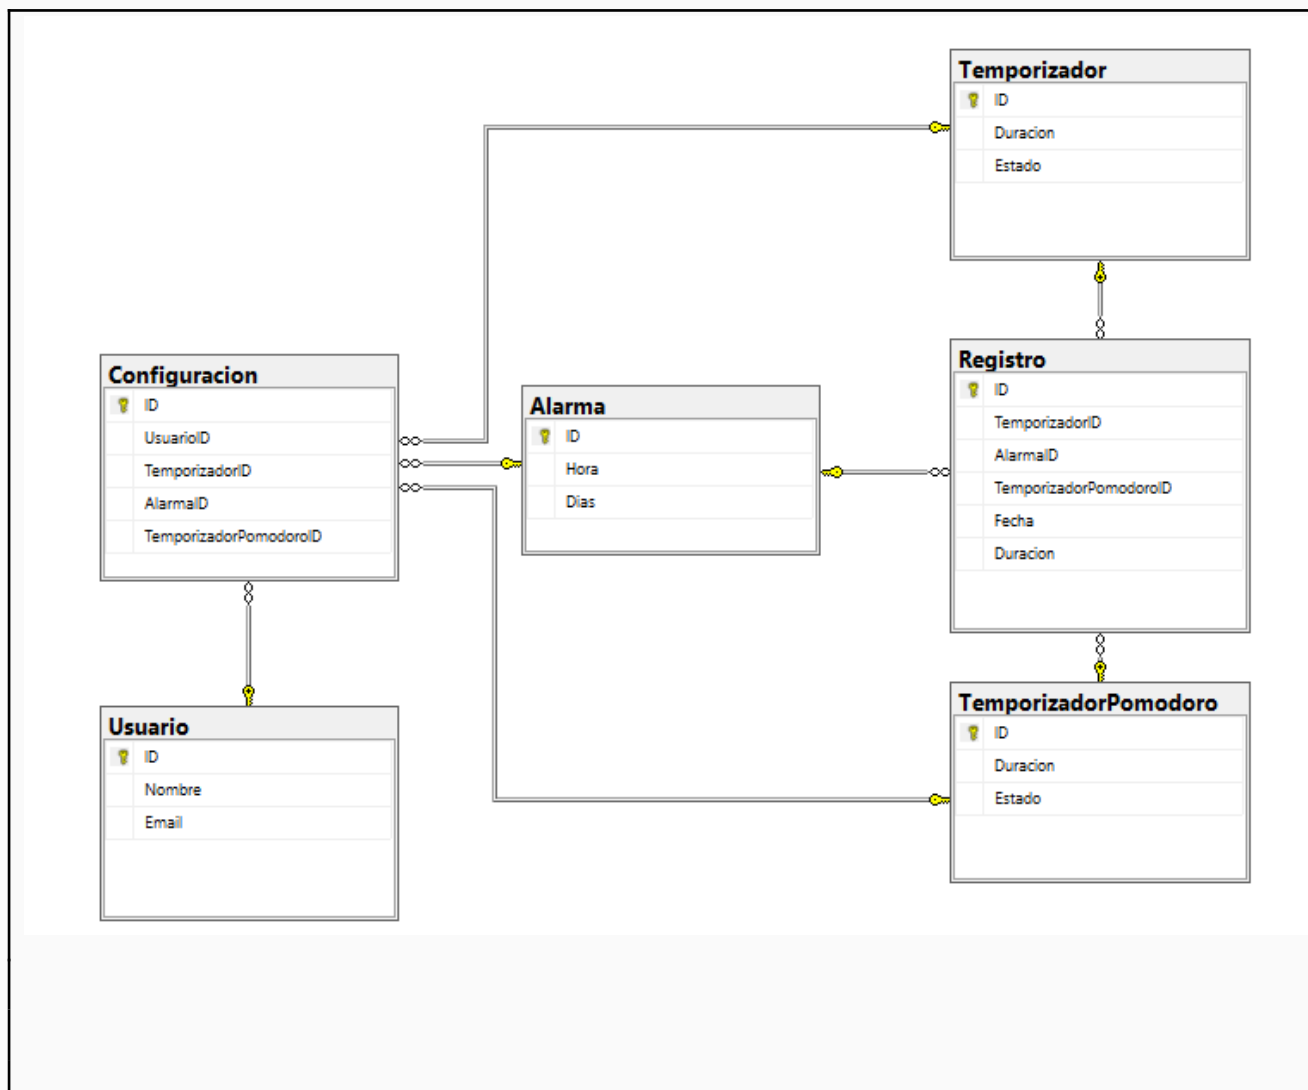 Temporizador
ID
Duracion
Estado
Configuracion
ID
UsuarioID
TemporizadorID
AlarmaID
TemporizadorPomodoroID
Alarma
ID
Hora
Dias
Registro
ID
TemporizadorID
AlarmaID
TemporizadorPomodoroID
Fecha
Duracion
Usuario
ID
Nombre
Email
TemporizadorPomodoro
ID
Duracion
Estado